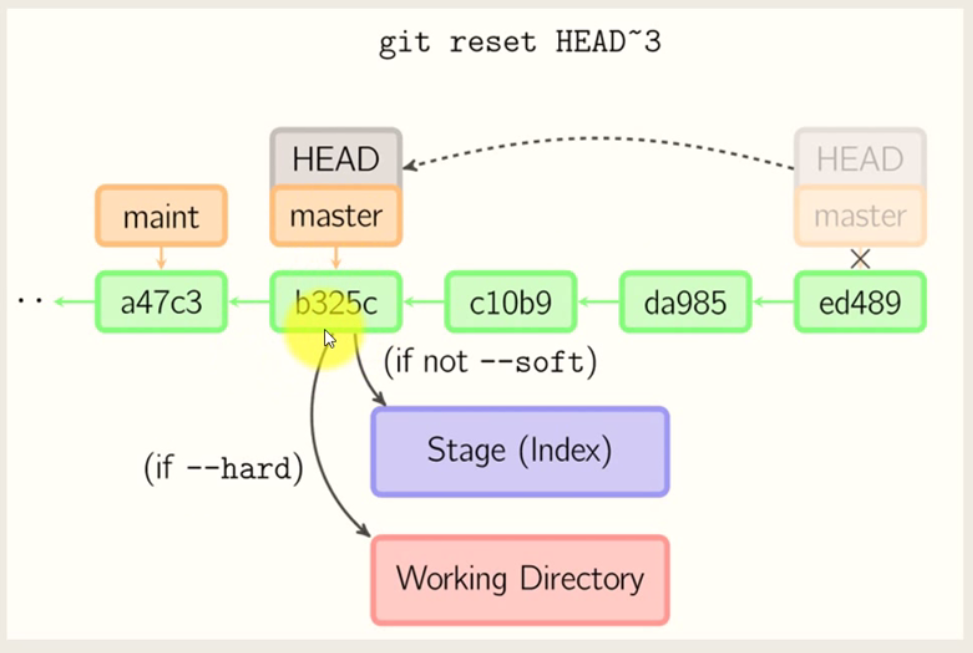 git reset HEAD~3
HEAD
HEAD
maint
master
master
..
a47c3
b325c
c10b9
da985
ed489
(if not --soft)
Stage (Index)
(if --hard)
Working Directory